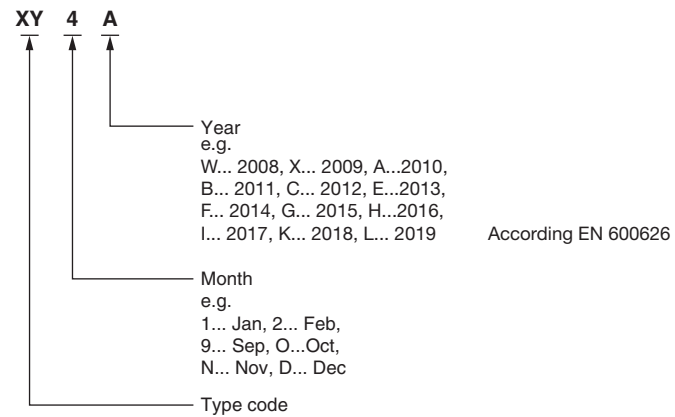 XY 4 A
Year
e.g.
W... 2008, X... 2009, A...2010,
B... 2011, C... 2012, E...2013,
F... 2014, G... 2015, H...2016,
I... 2017, K... 2018, L... 2019 According EN 600626
Month
e.g.
1... Jan, 2... Feb,
9... Sep, O...Oct,
N... Nov, D... Dec
Type code